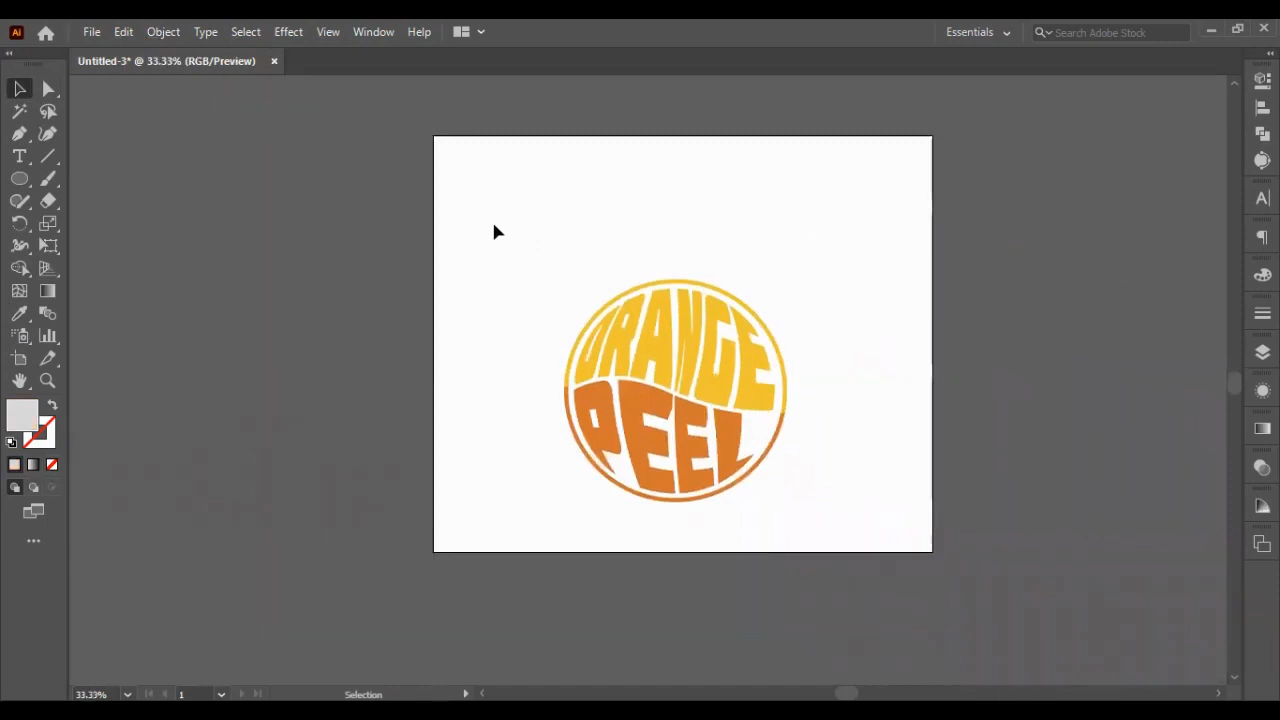 Ai File Edit Object Type Select Effect View Window Help Essentials Search Adobe Stock
Untitled-3* @ 33.33% (RGB/Preview)
ORANGE
PEEL
33.33% 1 Selection